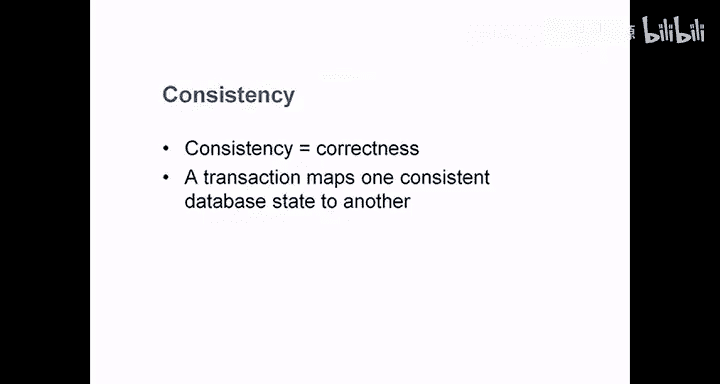 bilibili
Consistency
• Consistency = correctness
• A transaction maps one consistent
database state to another